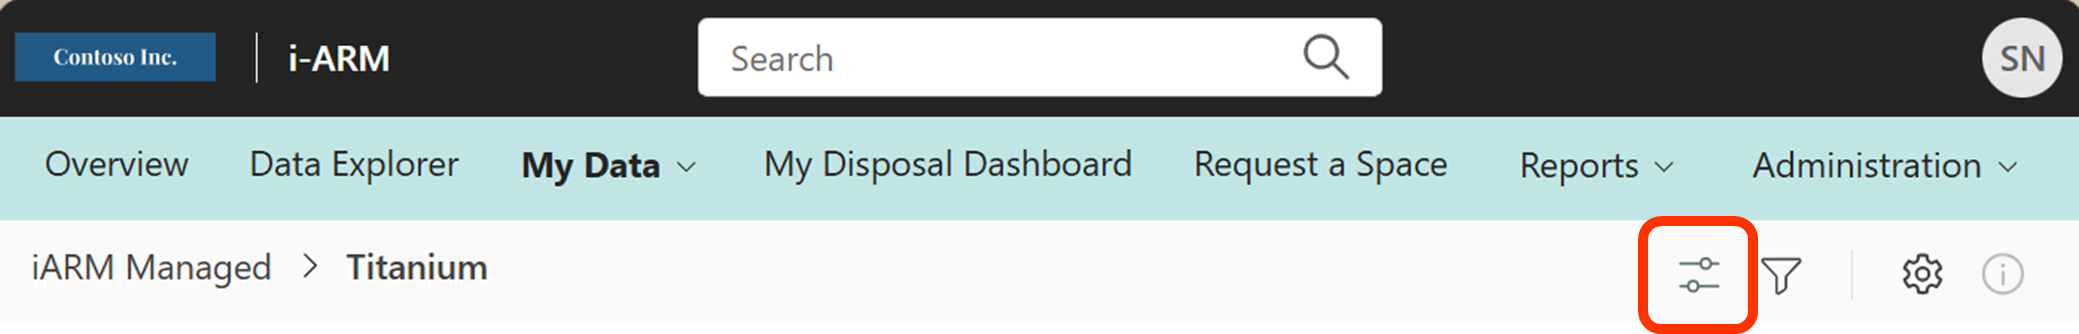 Contoso Inc. i-ARM Search SN
Overview Data Explorer My Data My Disposal Dashboard Request a Space Reports Administration
iARM Managed > Titanium